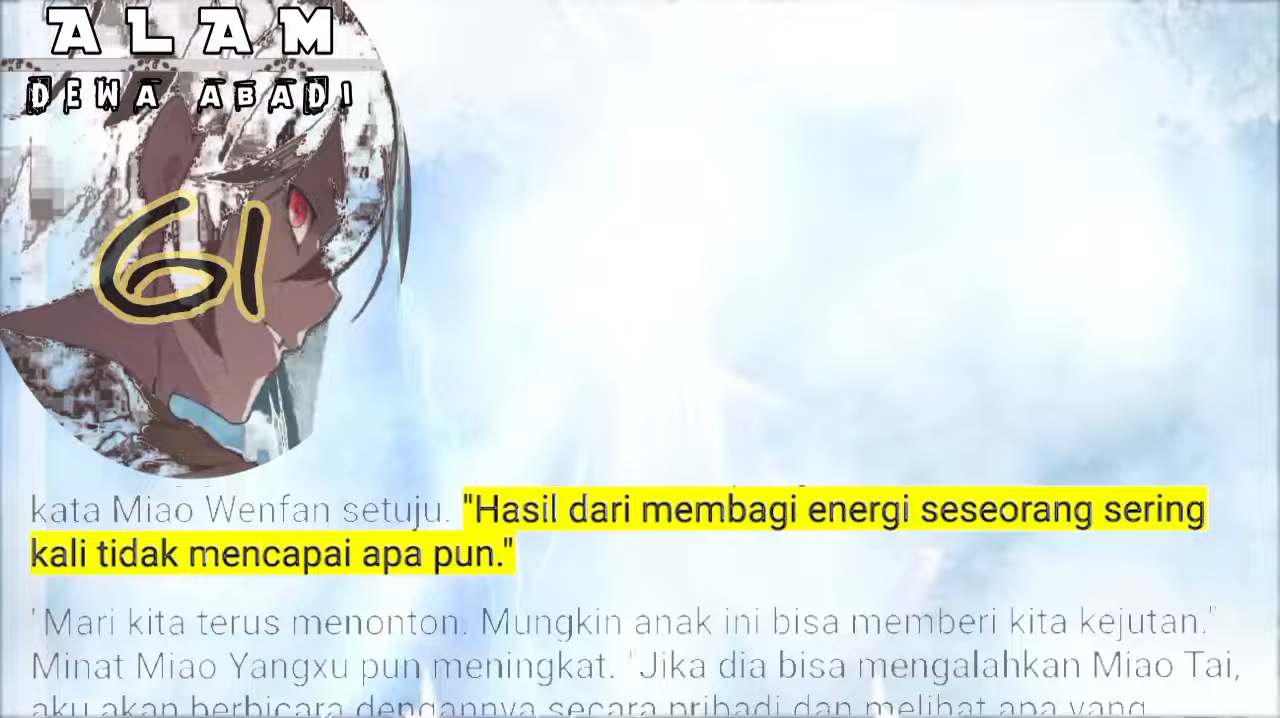 ALAM
DEWA ABADI
61
kata Miao Wenfan setuju. "Hasil dari membagi energi seseorang sering
kali tidak mencapai apa pun."
"Mari kita terus menonton. Mungkin anak ini bisa memberi kita kejutan."
Minat Miao Yangxu pun meningkat. "Jika dia bisa mengalahkan Miao Tai,
aku akan berbicara dengannya secara pribadi dan melihat apa yang